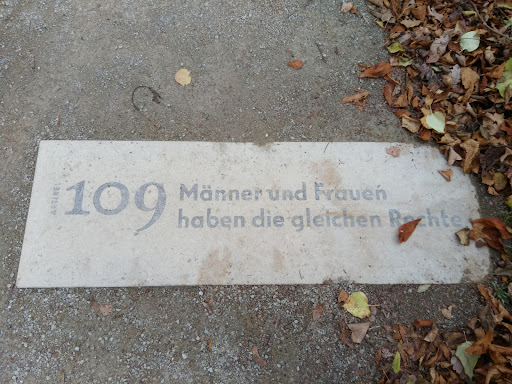 ARTIKEL 109
Männer und Frauen
haben die gleichen Rechte